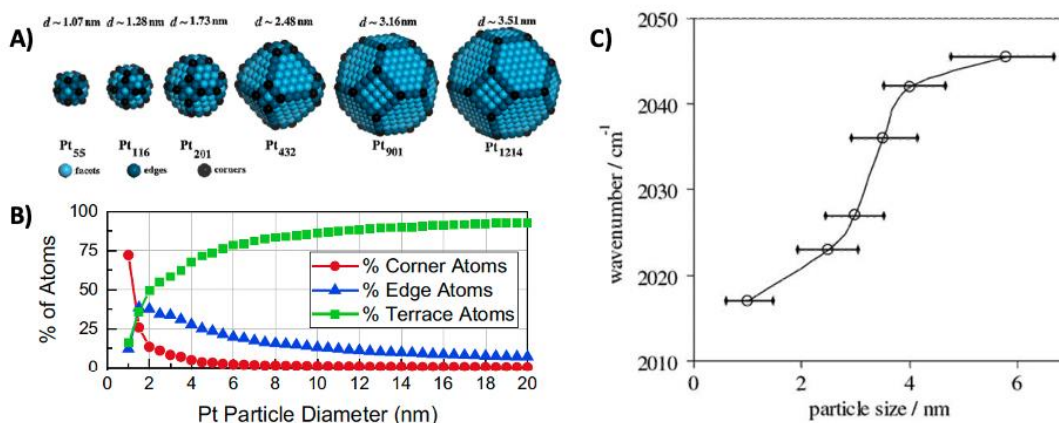 A)
d ~ 1.07 nm d ~ 1.28 nm d ~ 1.73 nm d ~ 2.48 nm d ~ 3.16 nm d ~ 3.51 nm
Pt55 Pt116 Pt201 Pt432 Pt901 Pt1214
facets edges corners
B)
100
75
50
25
0
% of Atoms
% Corner Atoms
% Edge Atoms
% Terrace Atoms
0 2 4 6 8 10 12 14 16 18 20
Pt Particle Diameter (nm)
C)
2050
2040
2030
2020
2010
wavenumber / cm-1
0 2 4 6
particle size / nm